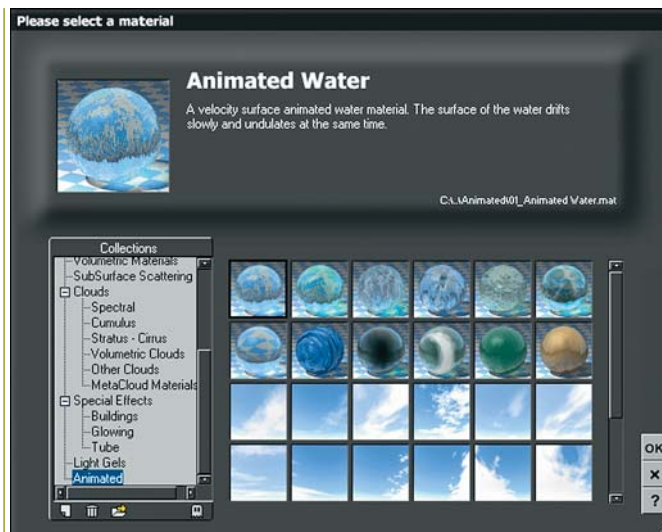 Please select a material
Animated Water
A velocity surface animated water material. The surface of the water drifts
slowly and undulates at the same time.
C:\..\Animated\01_Animated Water.mat
Collections
Volumetric Materials
SubSurface Scattering
Clouds
Spectral
Cumulus
Stratus - Cirrus
Volumetric Clouds
Other Clouds
MetaCloud Materials
Special Effects
Buildings
Glowing
Tube
Light Gels
Animated
OK
×
?